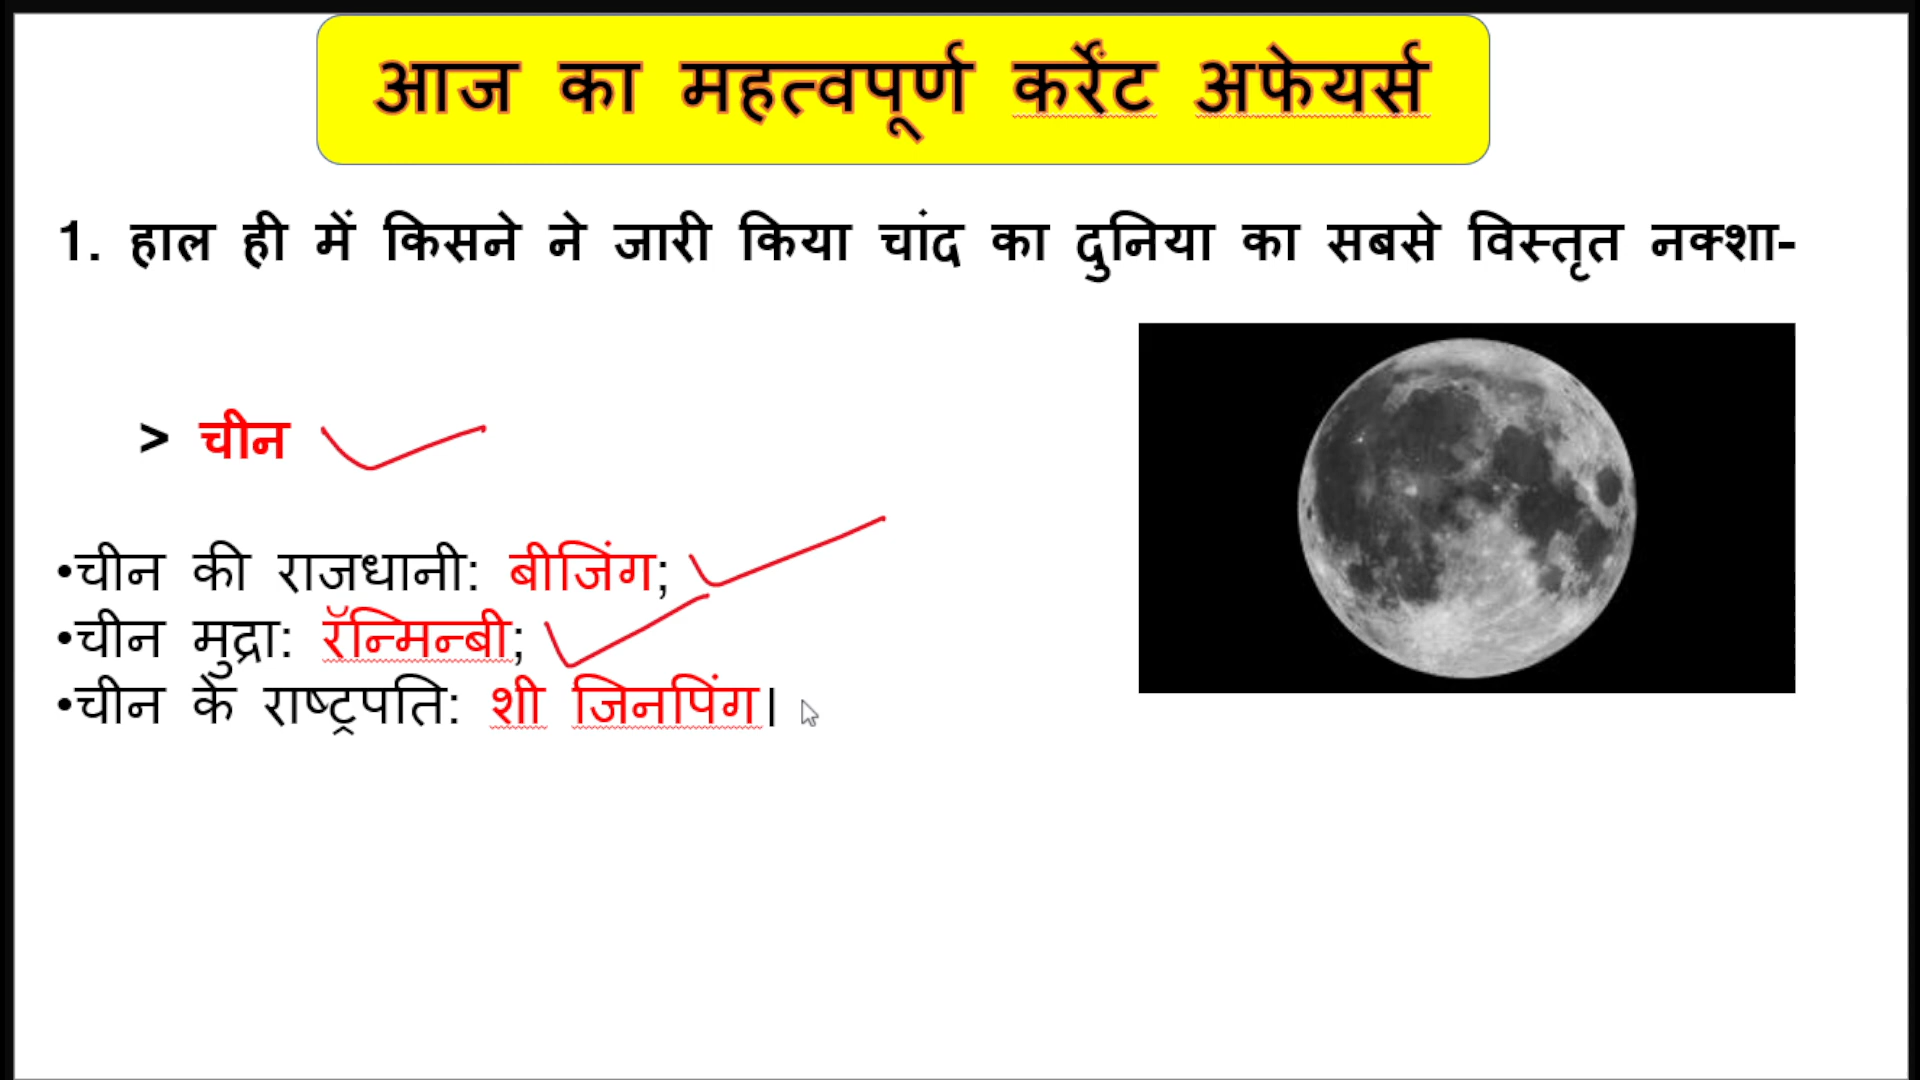 आज का महत्वपूर्ण कर्रेंट अफेयर्स
1. हाल ही में किसने ने जारी किया चांद का दुनिया का सबसे विस्तृत नक्शा-
> चीन
•चीन की राजधानी: बीजिंग;
•चीन मुद्रा: रॅन्मिन्बी;
•चीन के राष्ट्रपति: शी जिनपिंग।